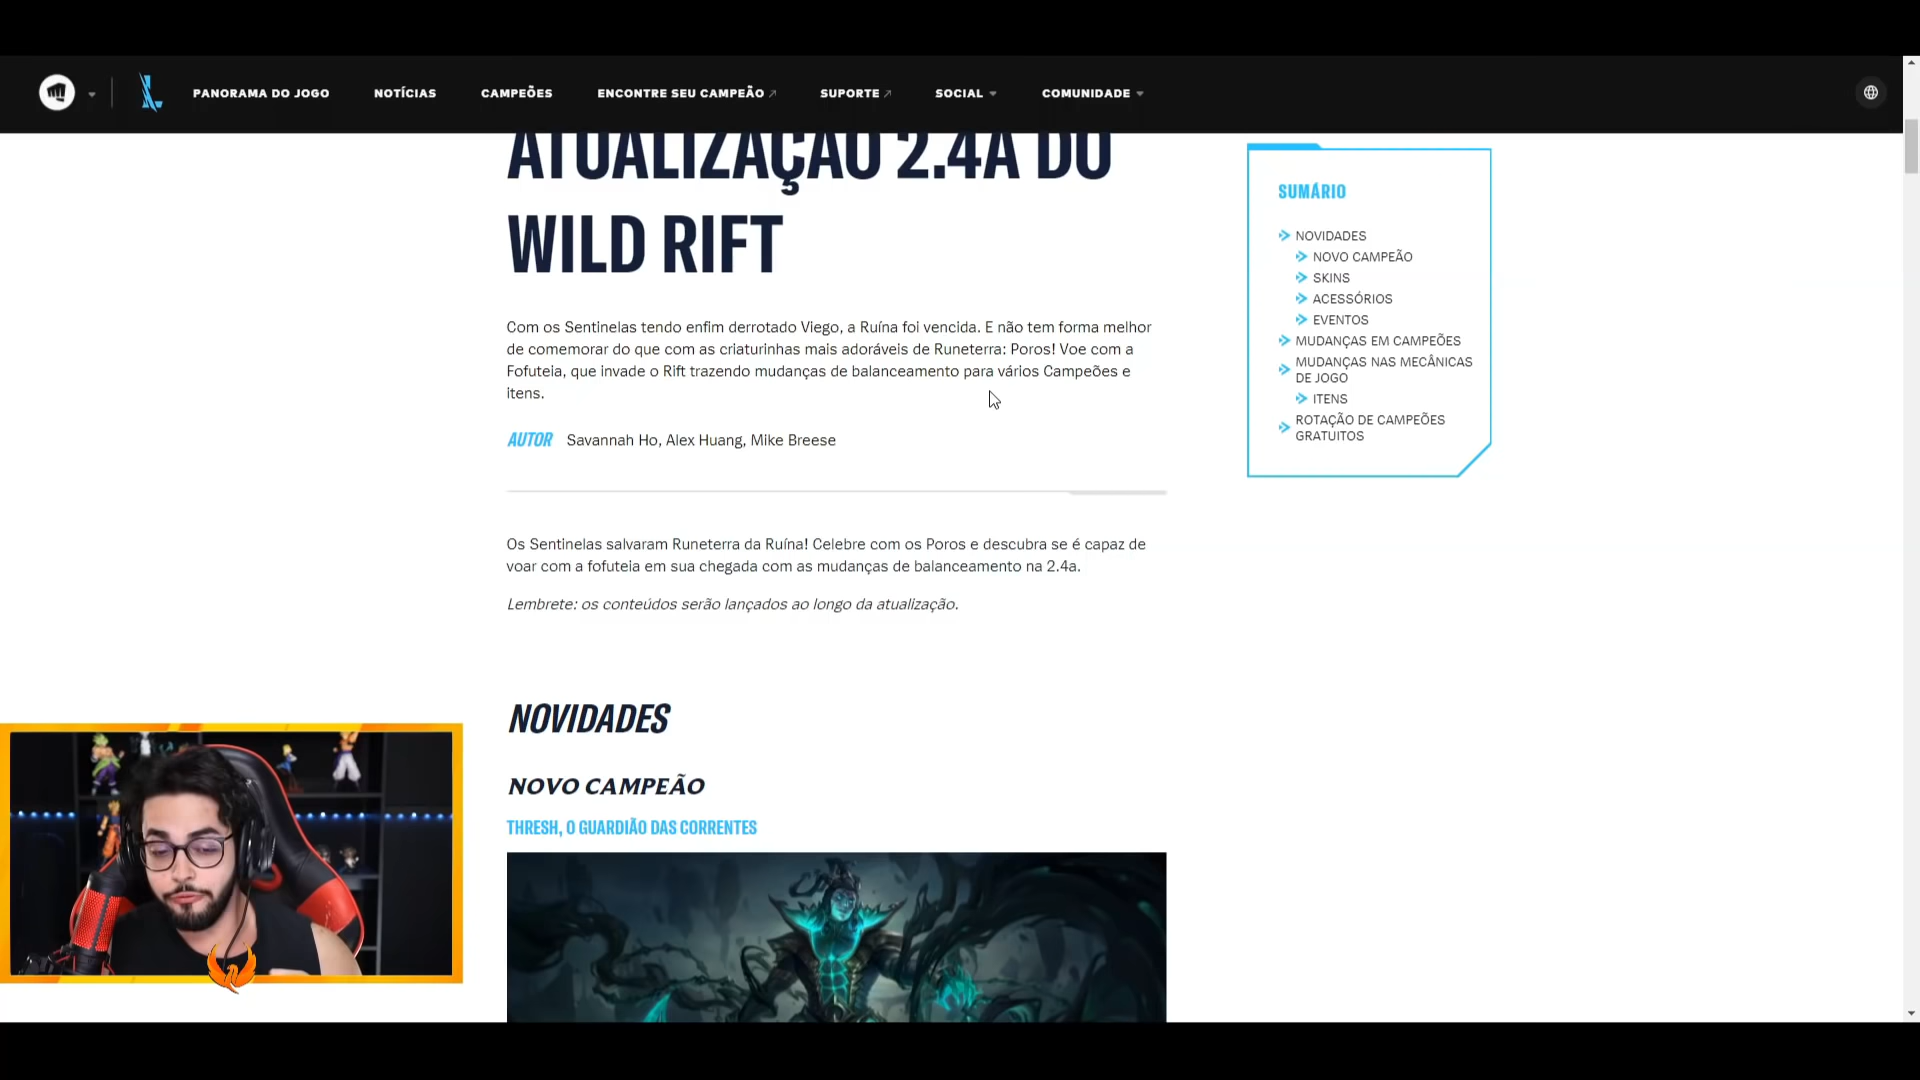 PANORAMA DO JOGO
NOTÍCIAS
CAMPEÕES
ENCONTRE SEU CAMPEÃO
SUPORTE
SOCIAL
COMUNIDADE
ATUALIZAÇÃO 2.4A DO
WILD RIFT
Com os Sentinelas tendo enfim derrotado Viego, a Ruína foi vencida. E não tem forma melhor
de comemorar do que com as criaturinhas mais adoráveis de Runeterra: Poros! Voe com a
Fofuteia, que invade o Rift trazendo mudanças de balanceamento para vários Campeões e
itens.
AUTOR Savannah Ho, Alex Huang, Mike Breese
Os Sentinelas salvaram Runeterra da Ruína! Celebre com os Poros e descubra se é capaz de
voar com a fofuteia em sua chegada com as mudanças de balanceamento na 2.4a.
Lembrete: os conteúdos serão lançados ao longo da atualização.
NOVIDADES
NOVO CAMPEÃO
THRESH, O GUARDIÃO DAS CORRENTES
SUMÁRIO
NOVIDADES
NOVO CAMPEÃO
SKINS
ACESSÓRIOS
EVENTOS
MUDANÇAS EM CAMPEÕES
MUDANÇAS NAS MECÂNICAS
DE JOGO
ITENS
ROTAÇÃO DE CAMPEÕES
GRATUITOS